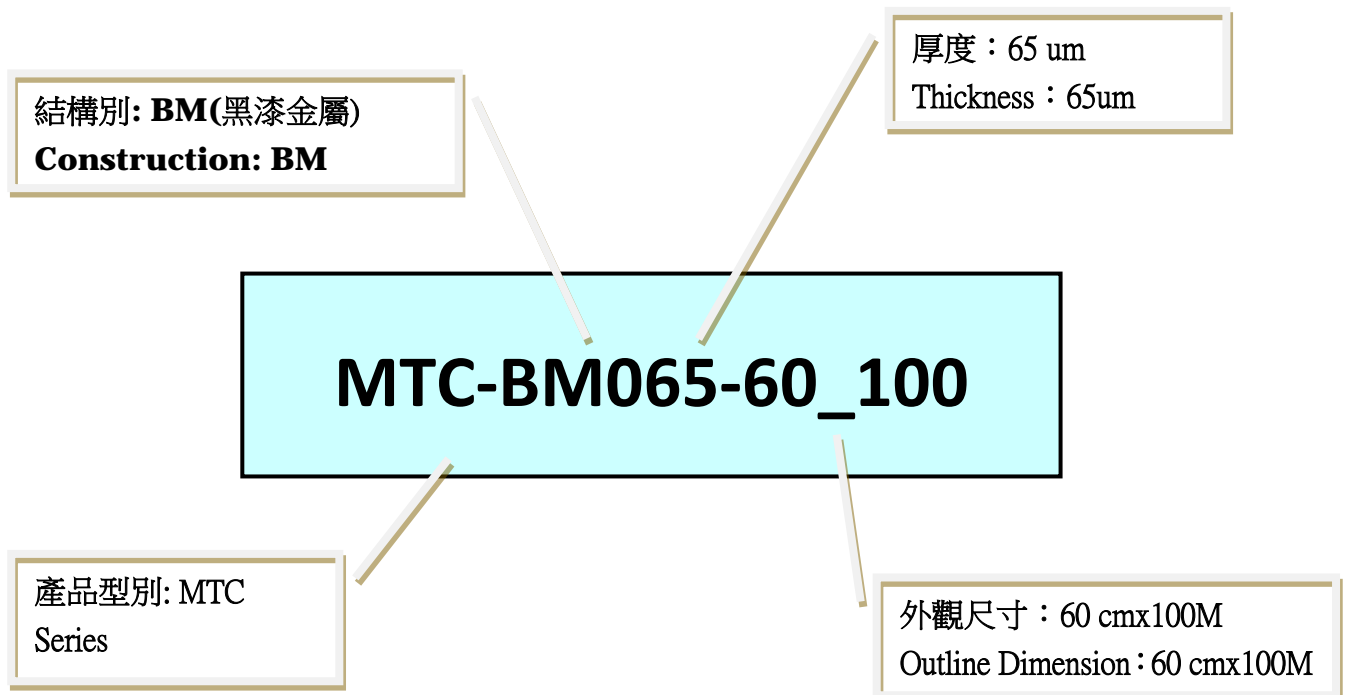 厚度：65 um
Thickness：65um
結構別: BM(黑漆金屬)
Construction: BM
MTC-BM065-60_100
產品型別: MTC
Series
外觀尺寸：60 cmx100M
Outline Dimension：60 cmx100M